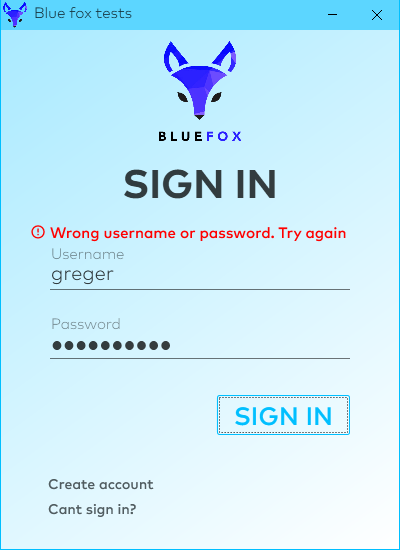 Blue fox tests
BLUEFOX
SIGN IN
Wrong username or password. Try again
Username
greger
Password
●●●●●●●●●●
SIGN IN
Create account
Cant sign in?